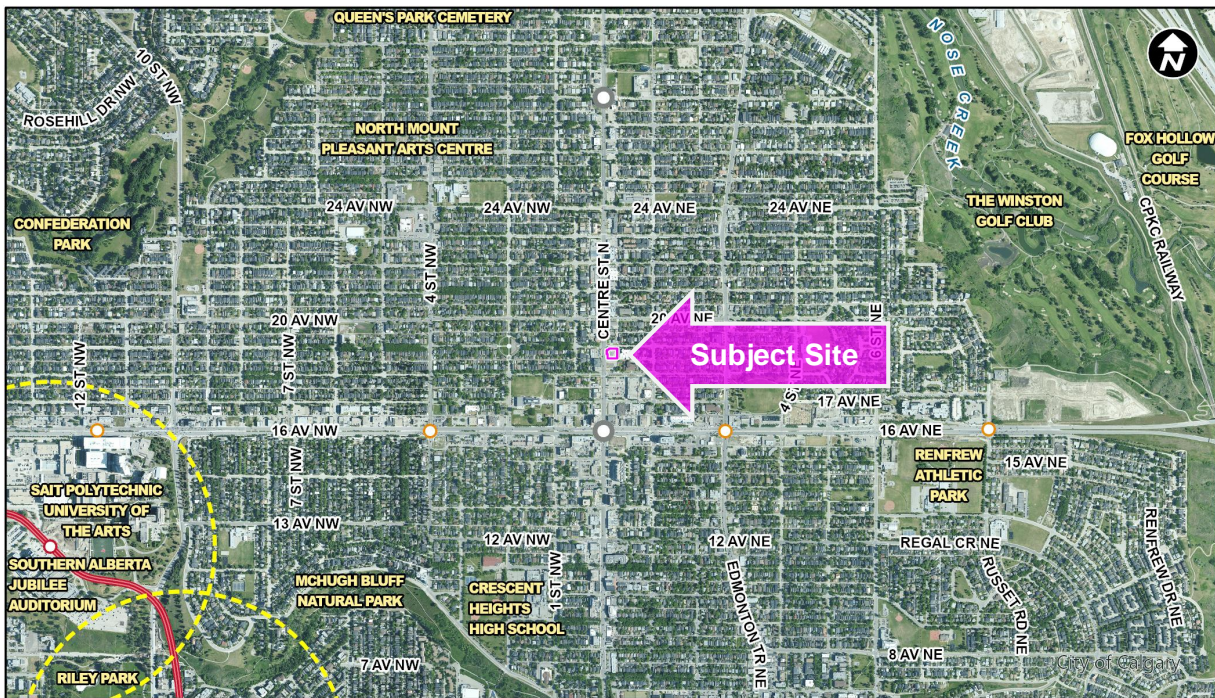 QUEEN'S PARK CEMETERY
10 ST NW
ROSEHILL DR NW
NOSE CREEK
N
NORTH MOUNT
PLEASANT ARTS CENTRE
FOX HOLLOW
GOLF
COURSE
24 AV NW
24 AV NW
24 AV NE
24 AV NE
THE WINSTON
GOLF CLUB
CONFEDERATION
PARK
CPKC RAILWAY
4 ST NW
CENTRE ST N
20 AV NW
20 AV NE
6 ST NE
Subject Site
12 ST NW
7 ST NW
17 AV NE
16 AV NW
16 AV NE
RENFREW
ATHLETIC
PARK
15 AV NE
SAIT POLYTECHNIC
UNIVERSITY OF
THE ARTS
7 ST NW
13 AV NW
12 AV NW
12 AV NE
REGAL CR NE
RENFREW DR NE
SOUTHERN ALBERTA
JUBILEE
AUDITORIUM
MCHUGH BLUFF
NATURAL PARK
CRESCENT
HEIGHTS
HIGH SCHOOL
1 ST NW
EDMONTON TR NE
RUSSET RD NE
RILEY PARK
7 AV NW
8 AV NE
City of Calgary